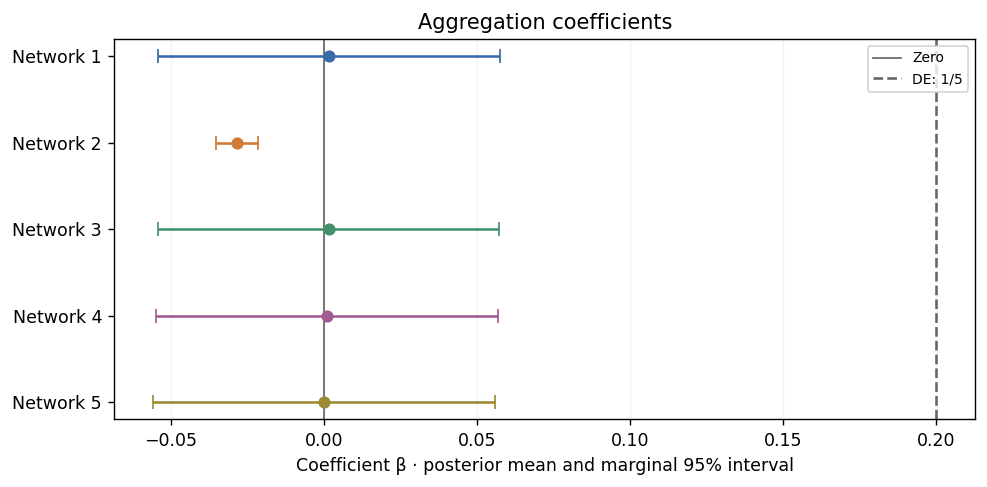 Aggregation coefficients
Network 1
Network 2
Network 3
Network 4
Network 5
Zero
DE: 1/5
−0.05 0.00 0.05 0.10 0.15 0.20
Coefficient β · posterior mean and marginal 95% interval